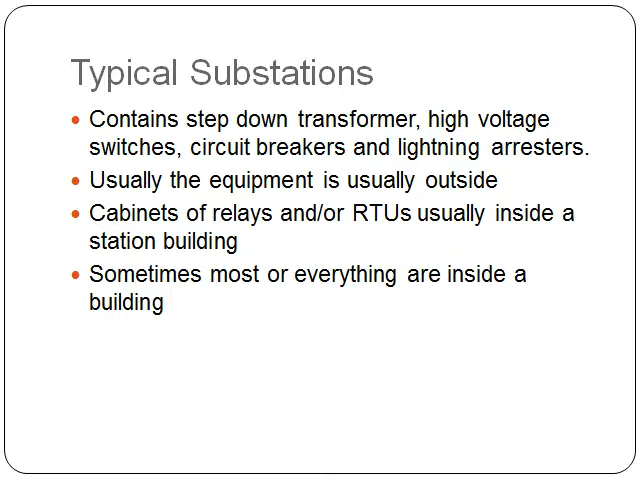 Typical Substations
• Contains step down transformer, high voltage
switches, circuit breakers and lightning arresters.
• Usually the equipment is usually outside
• Cabinets of relays and/or RTUs usually inside a
station building
• Sometimes most or everything are inside a
building